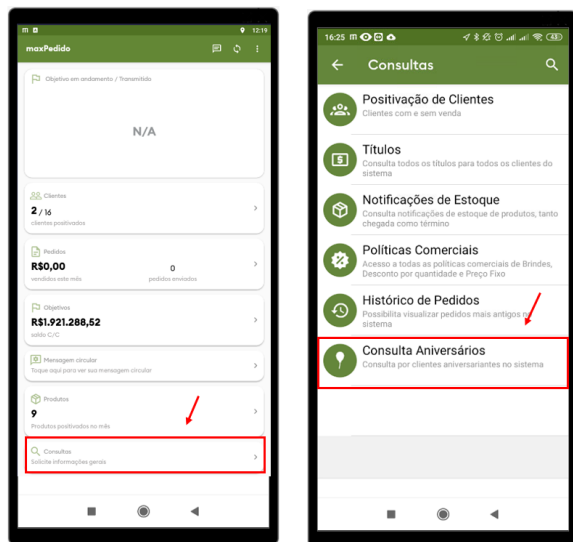 12:19
maxPedido
Objetivo em andamento / Transmitido
N/A
Clientes
2 / 16
clientes positivados
Pedidos
R$0,00
0
vendidos este mês
pedidos enviados
Objetivos
R$1.921.288,52
saldo C/C
Mensagem circular
Toque aqui para ver sua mensagem circular
Produtos
9
Produtos positivados no mês
Consultas
Solicite informações gerais
16:25
43
Consultas
Positivação de Clientes
Clientes com e sem venda
Títulos
Consulta todos os títulos para todos os clientes do
sistema
Notificações de Estoque
Consulta notificações de estoque de produtos, tanto
chegada como término
Políticas Comerciais
Acesso a todas as políticas comerciais de Brindes,
Desconto por quantidade e Preço Fixo
Histórico de Pedidos
Possibilita visualizar pedidos mais antigos no
sistema
Consulta Aniversários
Consulta por clientes aniversariantes no sistema